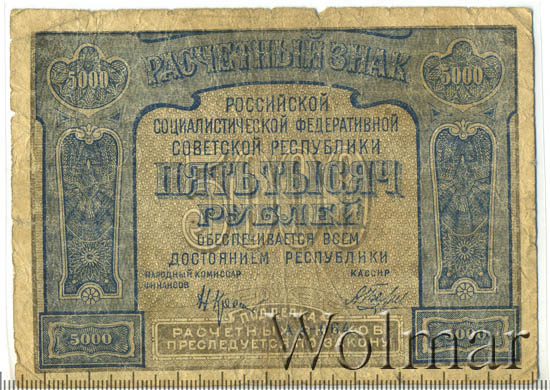 5000 РАСЧЕТНЫЙ ЗНАК 5000
РОССИЙСКОЙ
СОЦИАЛИСТИЧЕСКОЙ ФЕДЕРАТИВНОЙ
СОВЕТСКОЙ РЕСПУБЛИКИ
5000
ПЯТЬ ТЫСЯЧ
РУБЛЕЙ
ОБЕСПЕЧИВАЕТСЯ ВСЕМ
ДОСТОЯНИЕМ РЕСПУБЛИКИ
НАРОДНЫЙ КОМИССАР КАССИР
ФИНАНСОВ
ПОДДЕЛКА
РАСЧЕТНЫХ ЗНАКОВ
5000 ПРЕСЛЕДУЕТСЯ ПО ЗАКОНУ 5000
Wolmar